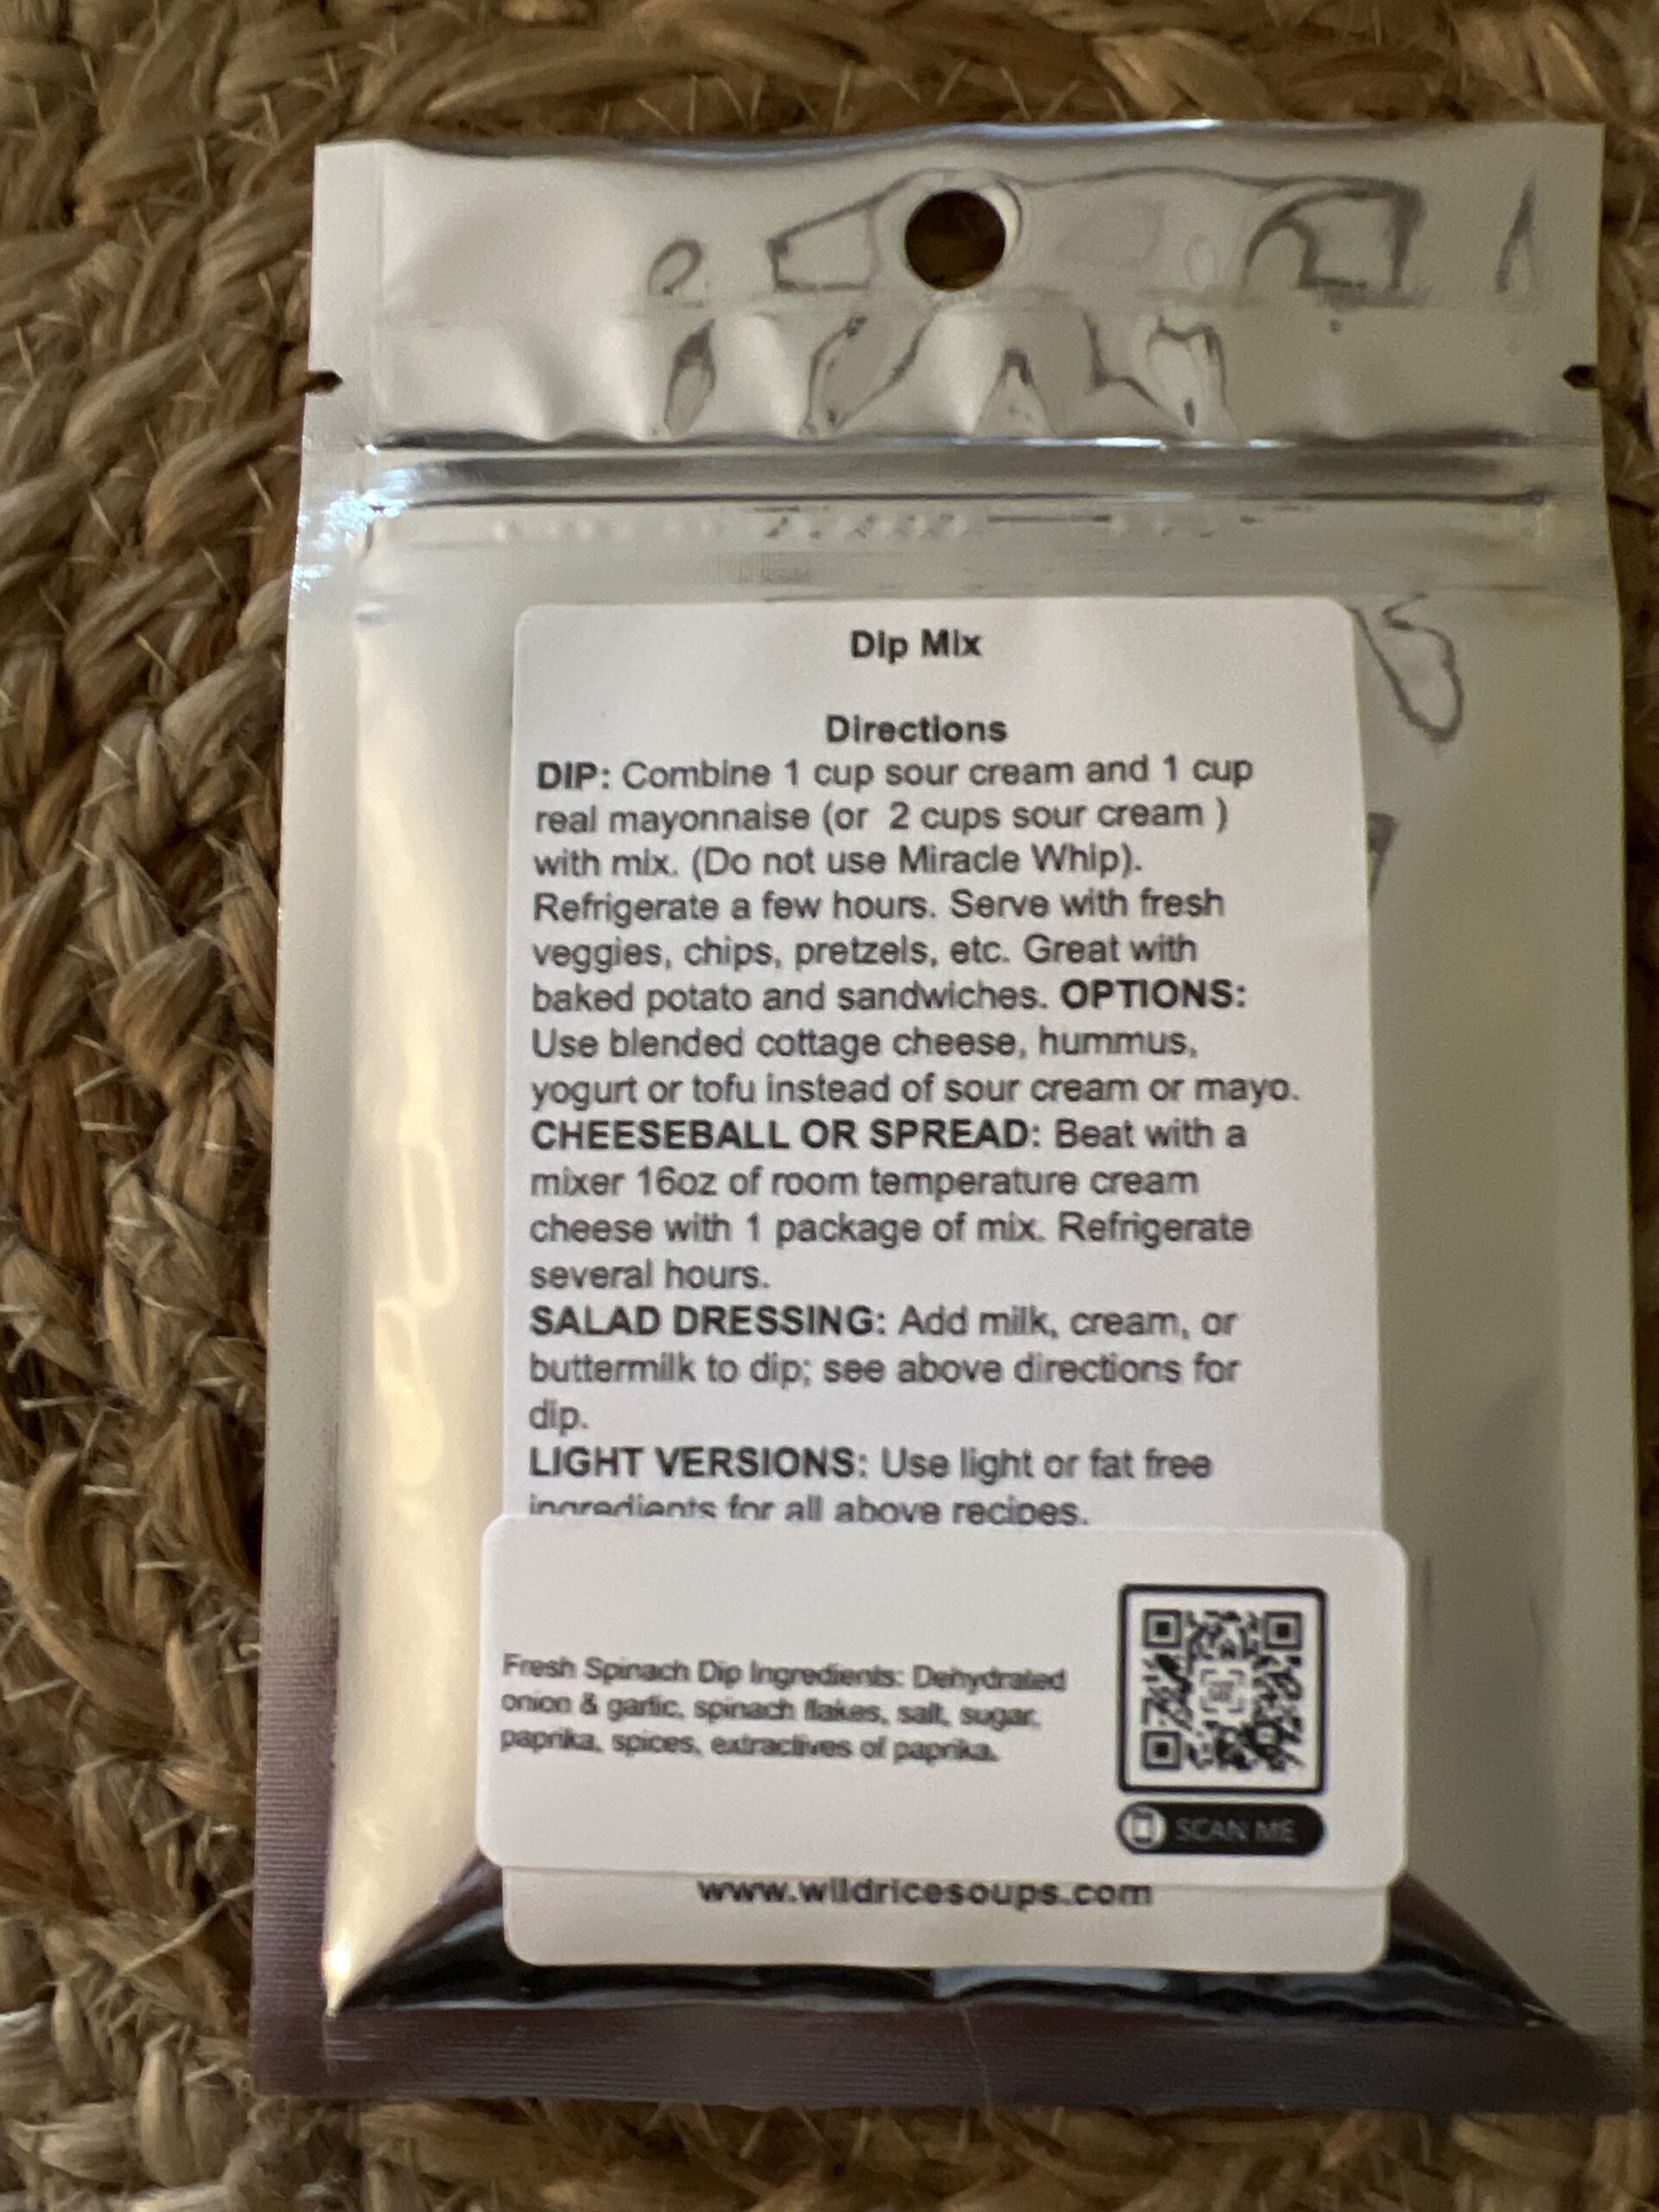 Dip Mix
Directions
DIP: Combine 1 cup sour cream and 1 cup
real mayonnaise (or 2 cups sour cream )
with mix. (Do not use Miracle Whip).
Refrigerate a few hours. Serve with fresh
veggies, chips, pretzels, etc. Great with
baked potato and sandwiches. OPTIONS:
Use blended cottage cheese, hummus,
yogurt or tofu instead of sour cream or mayo.
CHEESEBALL OR SPREAD: Beat with a
mixer 16oz of room temperature cream
cheese with 1 package of mix. Refrigerate
several hours.
SALAD DRESSING: Add milk, cream, or
buttermilk to dip; see above directions for
dip.
LIGHT VERSIONS: Use light or fat free
ingredients for all above recipes.
Fresh Spinach Dip Ingredients: Dehydrated
onion & garlic, spinach flakes, salt, sugar,
paprika, spices, extractives of paprika.
SCAN ME
www.wildricesoups.com